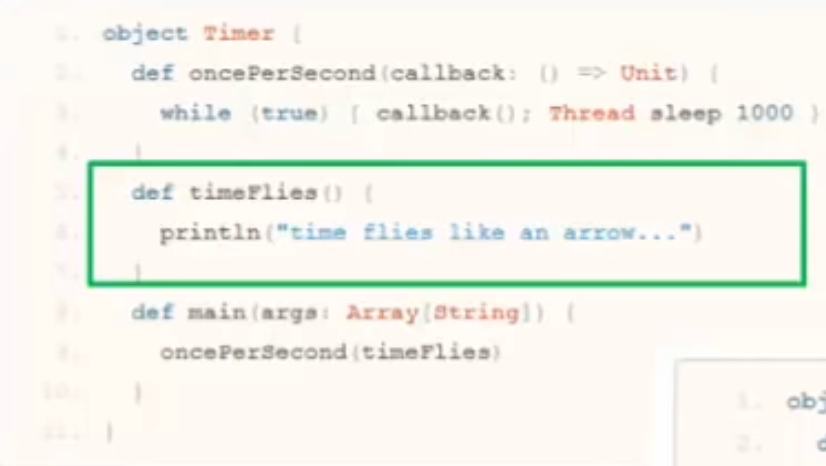 1. object Timer {
2. def oncePerSecond(callback: () => Unit) {
3. while (true) { callback(); Thread sleep 1000 }
4. }
5. def timeFlies() {
6. println("time flies like an arrow...")
7. }
8. def main(args: Array[String]) {
9. oncePerSecond(timeFlies)
10. }
11. }
1. obj
2. d